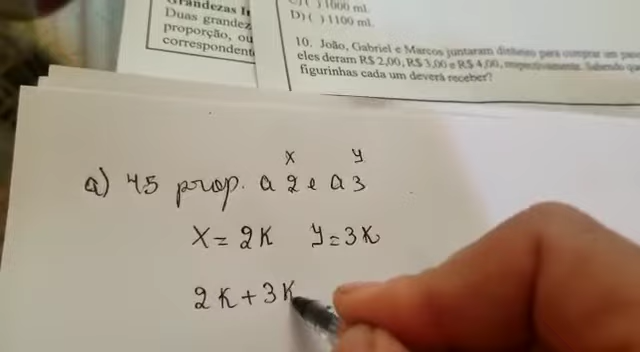 Grandezas
Duas grandez
proporção, ou
correspondent
1000 ml.
D) ( ) 1100 ml.
10. João, Gabriel e Marcos juntaram dinheiro para comprar um
eles deram R$ 2,00, R$ 3,00 e R$ 4,00, respectivamente. Sabendo que
figurinhas cada um deverá receber?
x y
a) 45 prop. a 2 e a 3
X = 2K y = 3K
2K + 3K